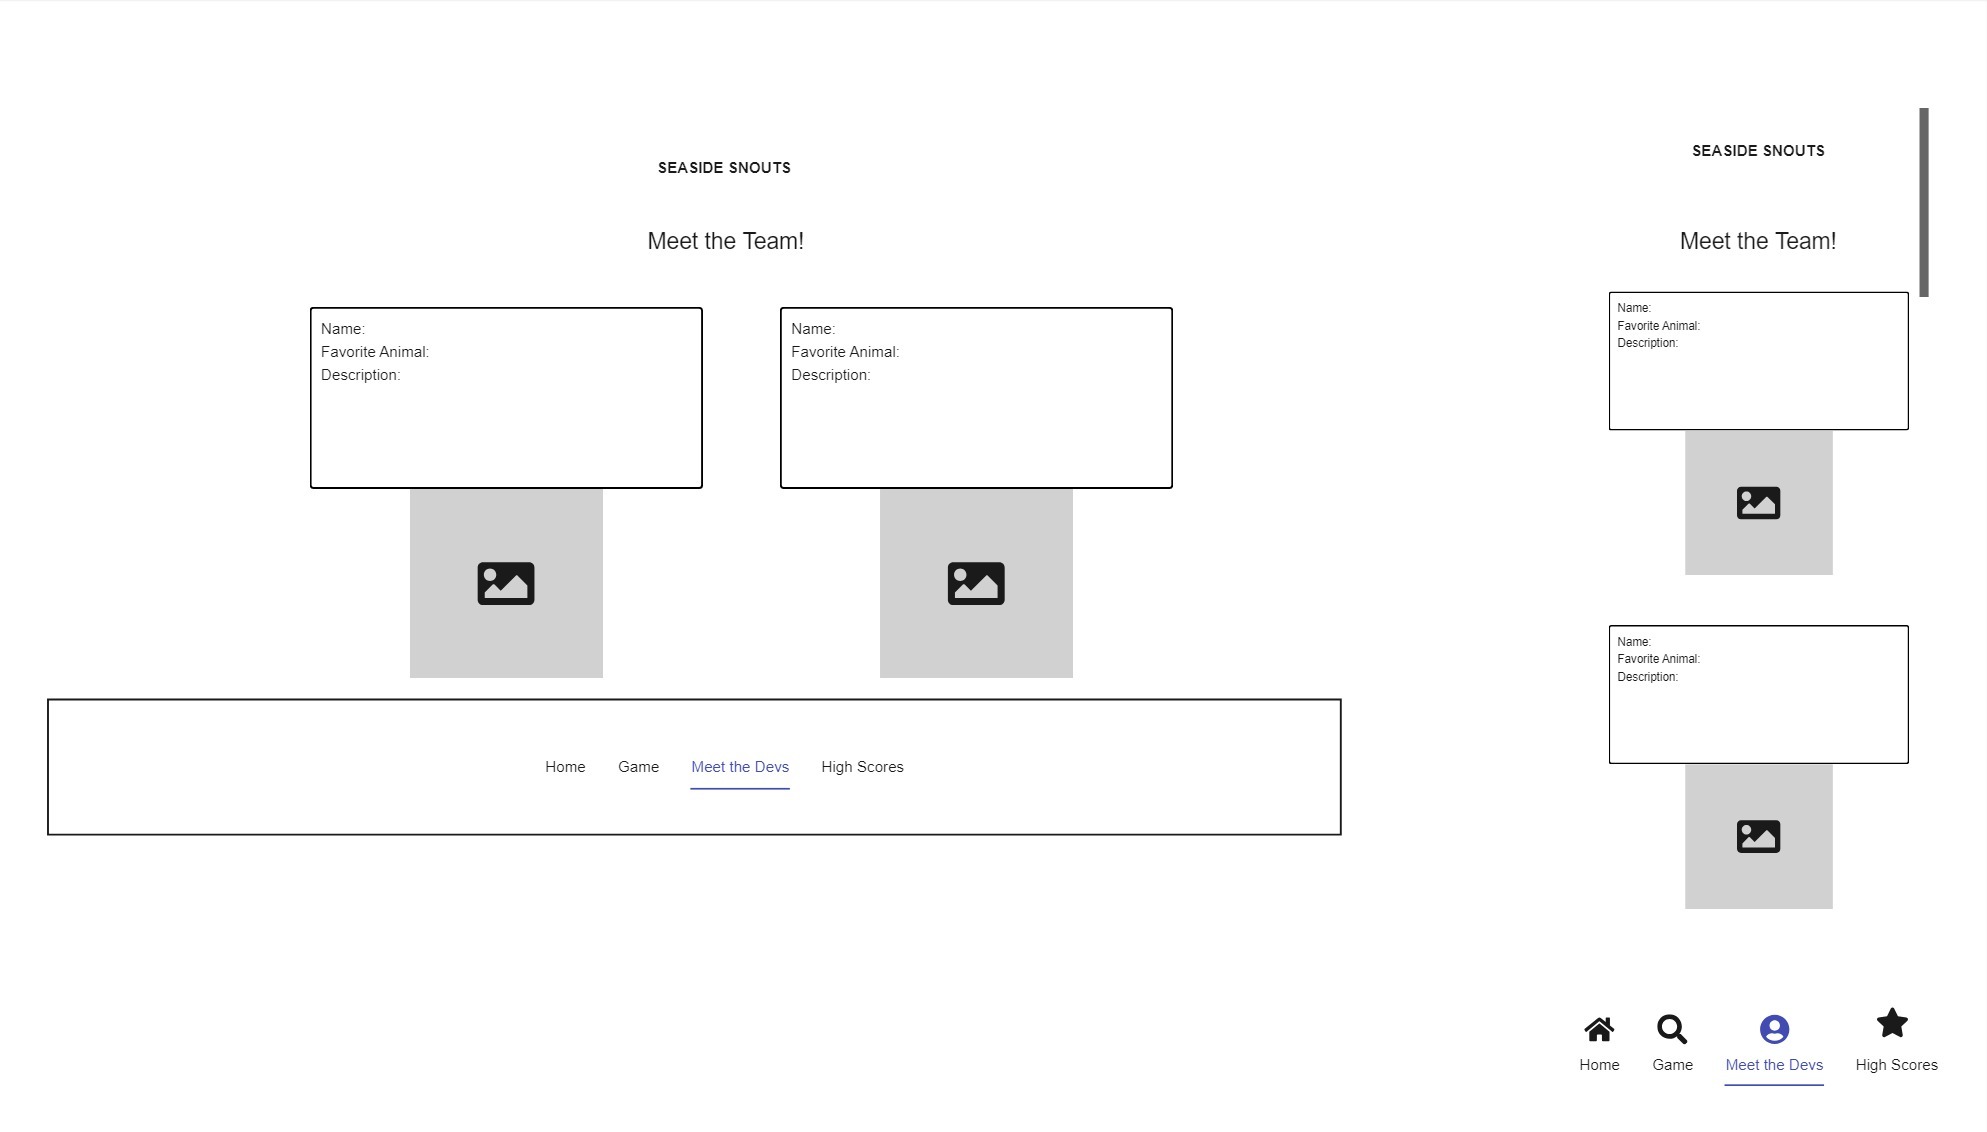 SEASIDE SNOUTS
Meet the Team!
Name:
Favorite Animal:
Description:
Name:
Favorite Animal:
Description:
Home Game Meet the Devs High Scores
SEASIDE SNOUTS
Meet the Team!
Name:
Favorite Animal:
Description:
Name:
Favorite Animal:
Description:
Home Game Meet the Devs High Scores